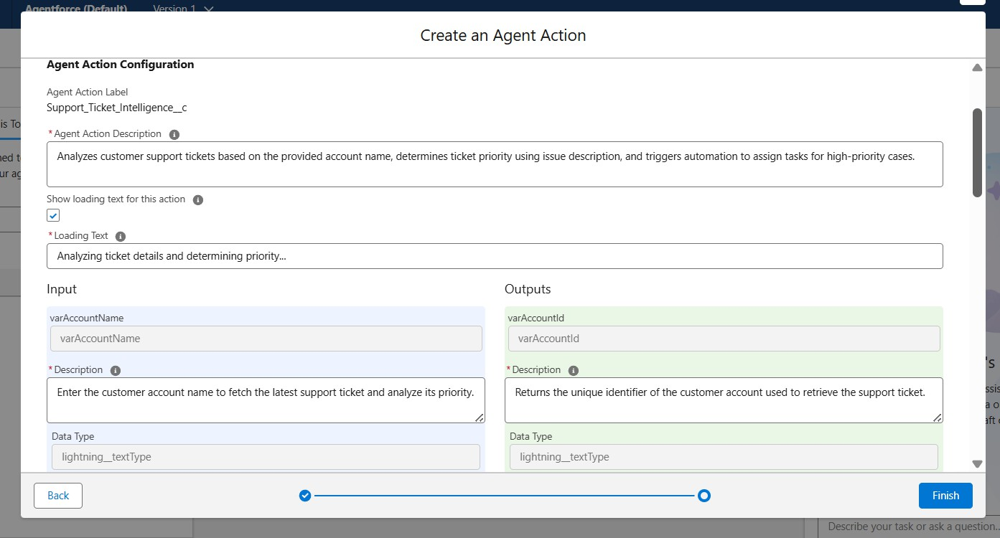 Agentforce (Default) Version 1
Create an Agent Action
Agent Action Configuration
Agent Action Label
Support_Ticket_Intelligence__c
* Agent Action Description
Analyzes customer support tickets based on the provided account name, determines ticket priority using issue description, and triggers automation to assign tasks for high-priority cases.
Show loading text for this action
* Loading Text
Analyzing ticket details and determining priority...
Input
Outputs
varAccountName
varAccountName
* Description
Enter the customer account name to fetch the latest support ticket and analyze its priority.
Data Type
lightning__textType
varAccountId
varAccountId
* Description
Returns the unique identifier of the customer account used to retrieve the support ticket.
Data Type
lightning__textType
Back
Finish
Describe your task or ask a question...